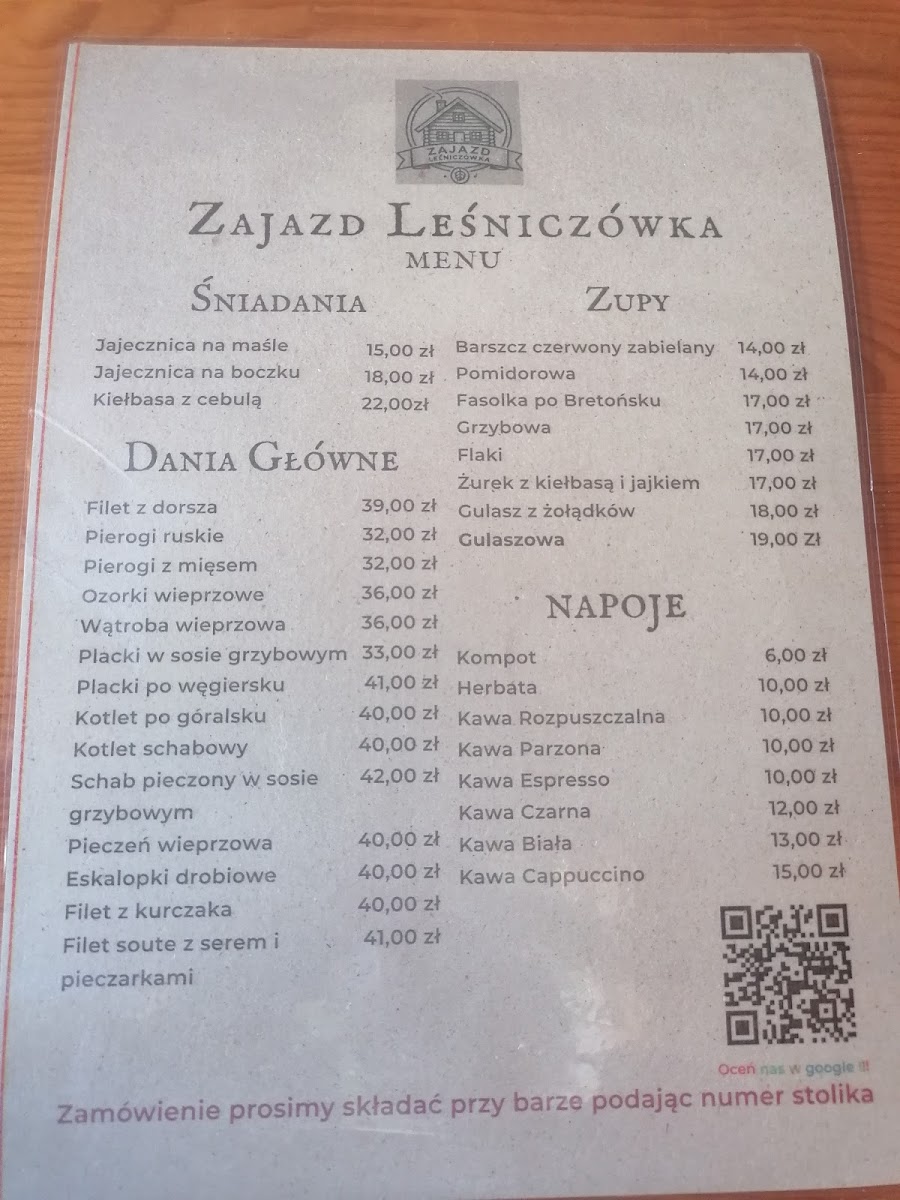 ZAJAZD
LEŚNICZÓWKA
Zajazd Leśniczówka
MENU
Śniadania
Jajecznica na maśle 15,00 zł
Jajecznica na boczku 18,00 zł
Kiełbasa z cebulą 22,00zł
Dania Główne
Filet z dorsza 39,00 zł
Pierogi ruskie 32,00 zł
Pierogi z mięsem 32,00 zł
Ozorki wieprzowe 36,00 zł
Wątroba wieprzowa 36,00 zł
Placki w sosie grzybowym 33,00 zł
Placki po węgiersku 41,00 zł
Kotlet po góralsku 40,00 zł
Kotlet schabowy 40,00 zł
Schab pieczony w sosie 42,00 zł
grzybowym
Pieczeń wieprzowa 40,00 zł
Eskalopki drobiowe 40,00 zł
Filet z kurczaka 40,00 zł
Filet soute z serem i 41,00 zł
pieczarkami
Zupy
Barszcz czerwony zabielany 14,00 zł
Pomidorowa 14,00 zł
Fasolka po Bretońsku 17,00 zł
Grzybowa 17,00 zł
Flaki 17,00 zł
Żurek z kiełbasą i jajkiem 17,00 zł
Gulasz z żołądków 18,00 zł
Gulaszowa 19,00 Zł
NAPOJE
Kompot 6,00 zł
Herbata 10,00 zł
Kawa Rozpuszczalna 10,00 zł
Kawa Parzona 10,00 zł
Kawa Espresso 10,00 zł
Kawa Czarna 12,00 zł
Kawa Biała 13,00 zł
Kawa Cappuccino 15,00 zł
Oceń nas w google !!!
Zamówienie prosimy składać przy barze podając numer stolika